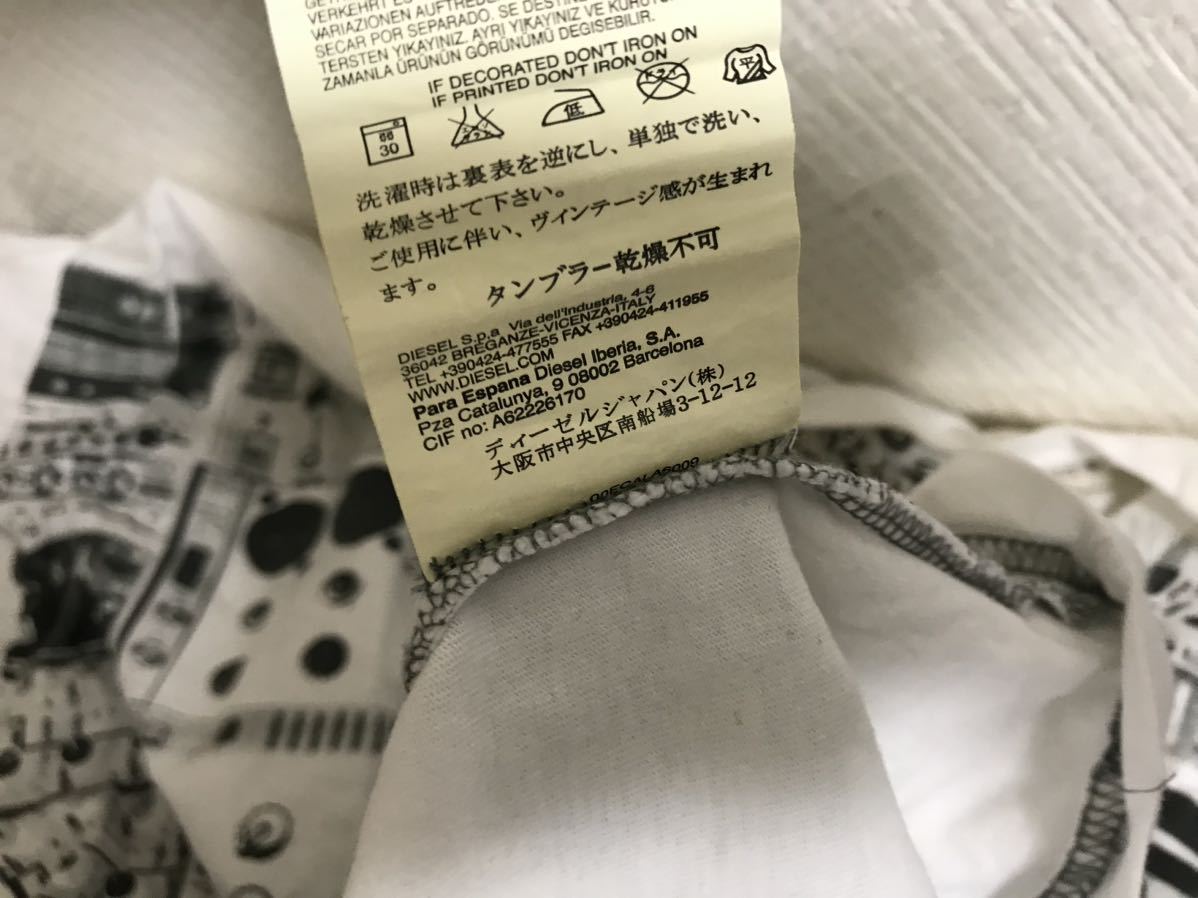 VERKEHRT
VARIAZIONEN AUFTREDE
SECAR POR SEPARADO. SE DESTIN
TERSTEN YIKAYINIZ. AYRI YIKAYINIZ VE KURUTU
ZAMANLA ÜRÜNÜN GÖRÜNÜMÜ DEGISEBILIR.
IF DECORATED DON'T IRON ON
IF PRINTED DON'T IRON ON
30
低
平
洗濯時は裏表を逆にし、単独で洗い、
乾燥させて下さい。
ご使用に伴い、ヴィンテージ感が生まれ
ます。
タンブラー乾燥不可
DIESEL S.p.a Via dell'Industria, 4-6
36042 BREGANZE-VICENZA-ITALY
TEL +390424-477555 FAX +390424-411955
WWW.DIESEL.COM
Para Espana Diesel Iberia, S.A.
Pza Catalunya, 9 08002 Barcelona
CIF no: A62226170
ディーゼルジャパン(株)
大阪市中央区南船場3-12-12